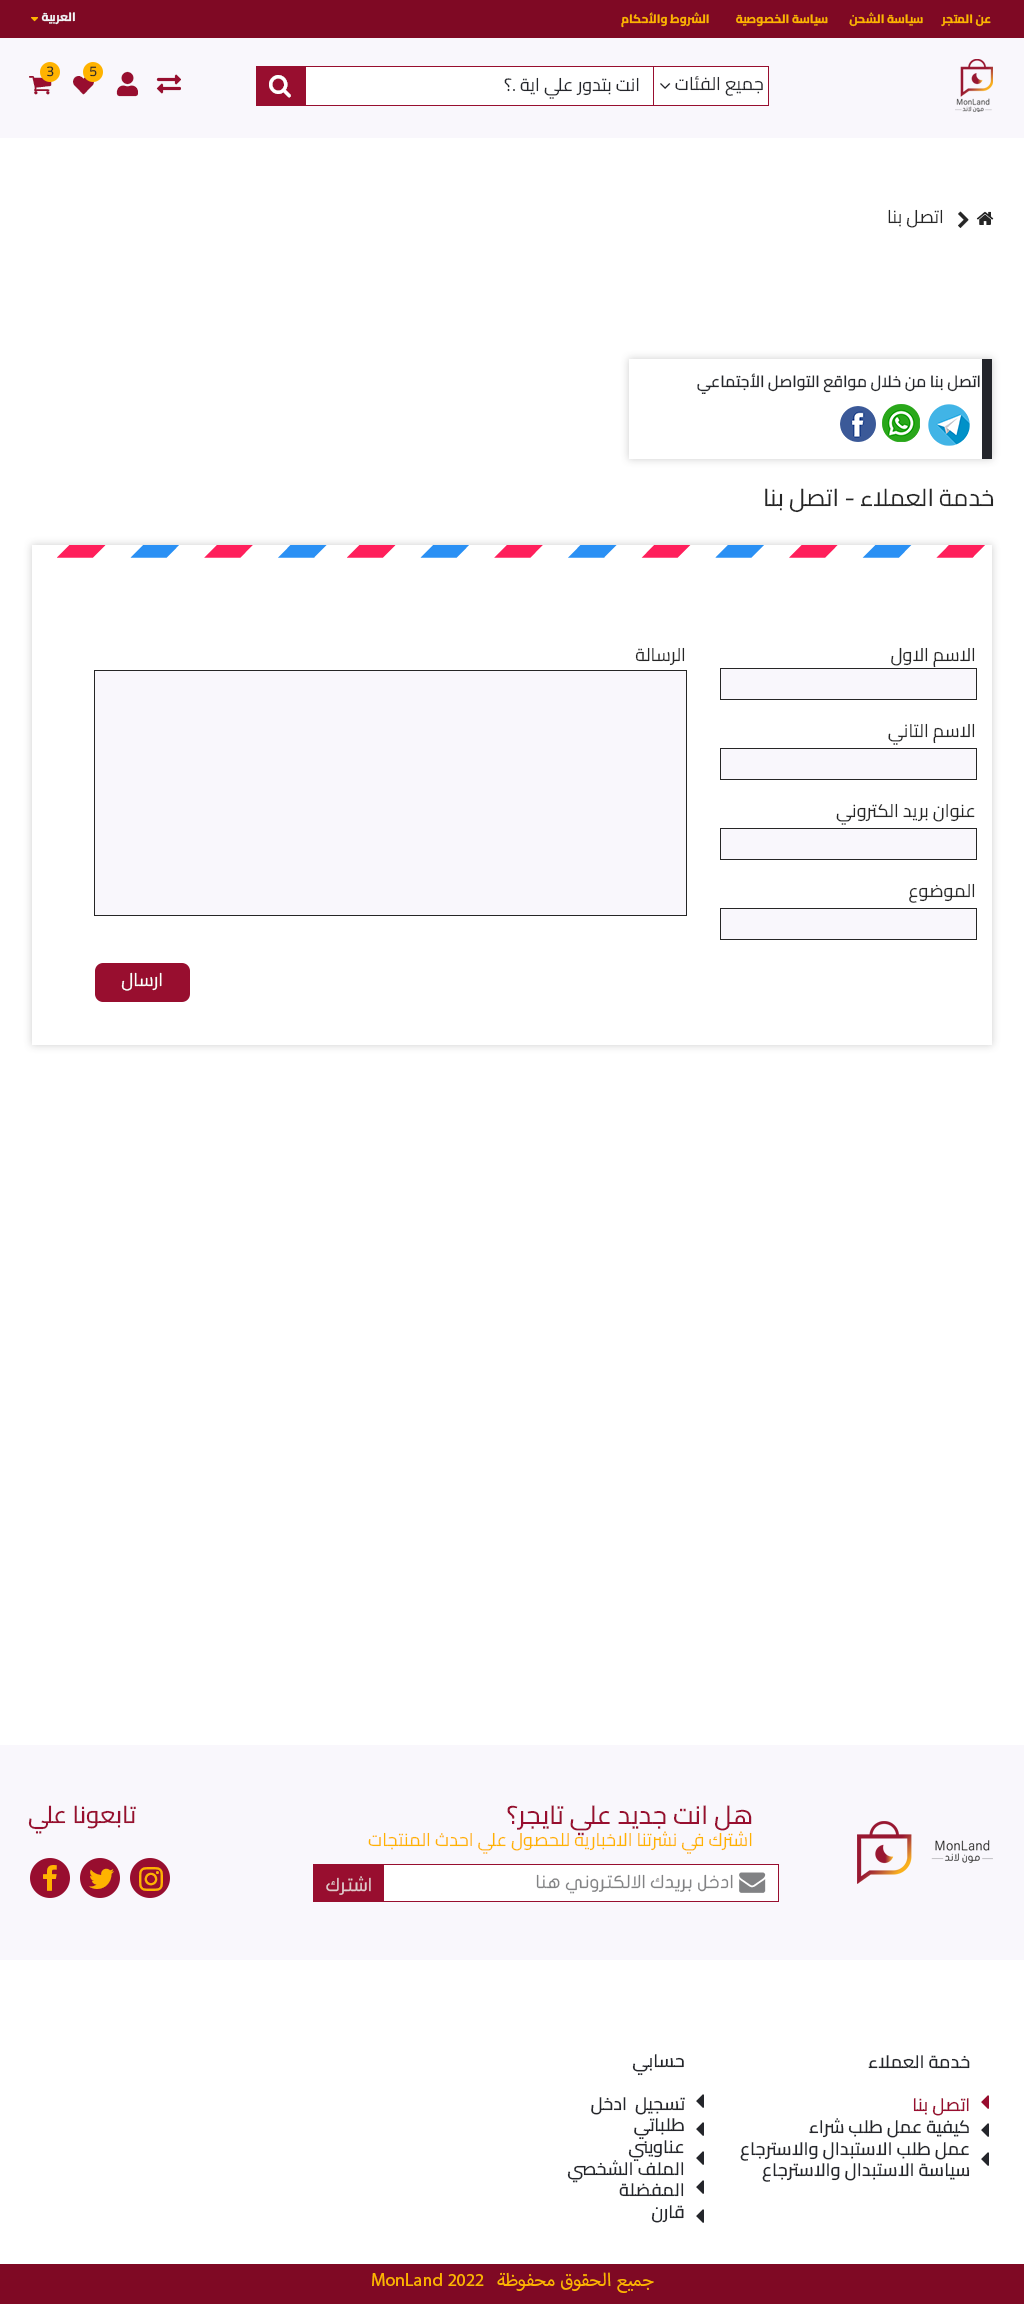 عن المتجر سياسة الشحن سياسة الخصوصية الشروط والأحكام العربية
MonLand
مون لاند
جميع الفئات انت بتدور علي اية .؟
5 3
اتصل بنا
اتصل بنا من خلال مواقع التواصل الأجتماعي
خدمة العملاء - اتصل بنا
الاسم الاول
الاسم التاني
عنوان بريد الكتروني
الموضوع
الرسالة
ارسال
MonLand
مون لاند
هل انت جديد علي تايجر؟
اشترك في نشرتنا الاخبارية للحصول علي احدث المنتجات
ادخل بريدك الالكتروني هنا اشترك
تابعونا علي
خدمة العملاء
اتصل بنا
كيفية عمل طلب شراء
عمل طلب الاستبدال والاسترجاع
سياسة الاستبدال والاسترجاع
حسابي
تسجيل ادخل
طلباتي
عناويني
الملف الشخصي
المفضلة
قارن
جميع الحقوق محفوظة MonLand 2022